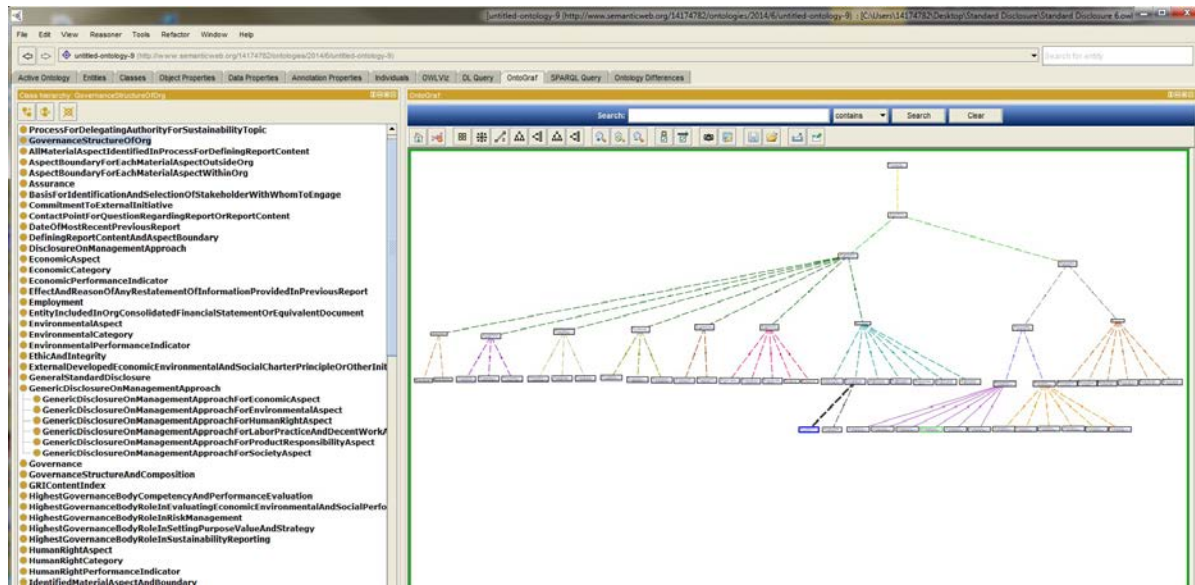 [untitled-ontology-9 (http://www.semanticweb.org/14174782/ontologies/2014/6/untitled-ontology-9) : [C:\Users\14174782\Desktop\Standard Disclosure\Standard Disclosure 6.owl
File Edit View Reasoner Tools Refactor Window Help
untitled-ontology-9 (http://www.semanticweb.org/14174782/ontologies/2014/6/untitled-ontology-9)
Search for entity
Active Ontology Entities Classes Object Properties Data Properties Annotation Properties Individuals OWLViz DL Query OntoGraf SPARQL Query Ontology Differences
Class hierarchy: GovernanceStructureOfOrg
OntoGraf
Search: contains Search Clear
ProcessForDelegatingAuthorityForSustainabilityTopic
GovernanceStructureOfOrg
AllMaterialAspectIdentifiedInProcessForDefiningReportContent
AspectBoundaryForEachMaterialAspectOutsideOrg
AspectBoundaryForEachMaterialAspectWithinOrg
Assurance
BasisForIdentificationAndSelectionOfStakeholderWithWhomToEngage
CommitmentToExternalInitiative
ContactPointForQuestionRegardingReportOrReportContent
DateOfMostRecentPreviousReport
DefiningReportContentAndAspectBoundary
DisclosureOnManagementApproach
EconomicAspect
EconomicCategory
EconomicPerformanceIndicator
EffectAndReasonOfAnyRestatementOfInformationProvidedInPreviousReport
Employment
EntityIncludedInOrgConsolidatedFinancialStatementOrEquivalentDocument
EnvironmentalAspect
EnvironmentalCategory
EnvironmentalPerformanceIndicator
EthicAndIntegrity
ExternalDevelopedEconomicEnvironmentalAndSocialCharterPrincipleOrOtherInit
GeneralStandardDisclosure
GenericDisclosureOnManagementApproach
GenericDisclosureOnManagementApproachForEconomicAspect
GenericDisclosureOnManagementApproachForEnvironmentalAspect
GenericDisclosureOnManagementApproachForHumanRightAspect
GenericDisclosureOnManagementApproachForLaborPracticeAndDecentWorkA
GenericDisclosureOnManagementApproachForProductResponsibilityAspect
GenericDisclosureOnManagementApproachForSocietyAspect
Governance
GovernanceStructureAndComposition
GRIContentIndex
HighestGovernanceBodyCompetencyAndPerformanceEvaluation
HighestGovernanceBodyRoleInEvaluatingEconomicEnvironmentalAndSocialPerfo
HighestGovernanceBodyRoleInRiskManagement
HighestGovernanceBodyRoleInSettingPurposeValueAndStrategy
HighestGovernanceBodyRoleInSustainabilityReporting
HumanRightAspect
HumanRightCategory
HumanRightPerformanceIndicator
IdentifiedMaterialAspectAndBoundary